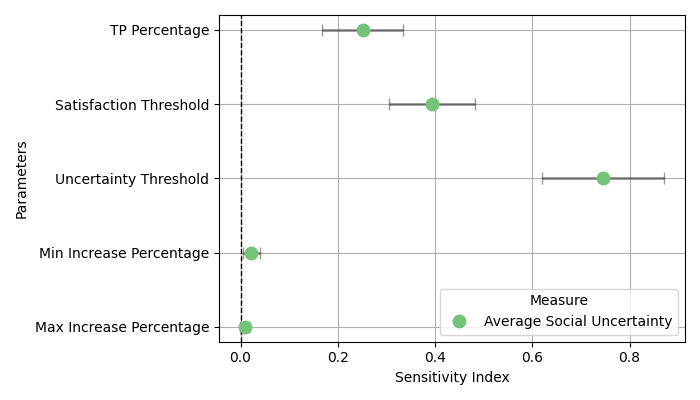 TP Percentage
Satisfaction Threshold
Uncertainty Threshold
Min Increase Percentage
Max Increase Percentage
Parameters
Measure
Average Social Uncertainty
0.0 0.2 0.4 0.6 0.8
Sensitivity Index